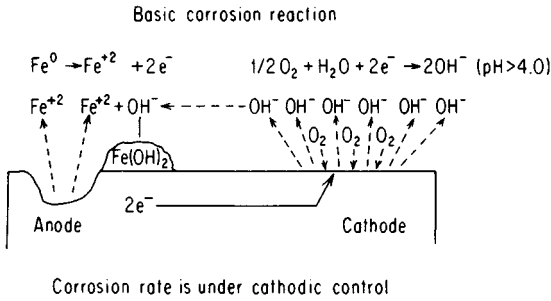 Basic corrosion reaction
Fe⁰ → Fe⁺² + 2e⁻
1/2 O₂ + H₂O + 2e⁻ → 2OH⁻ (pH>4.0)
Fe⁺² Fe⁺² + OH⁻ OH⁻ OH⁻ OH⁻ OH⁻ OH⁻ OH⁻
O₂ O₂ O₂
Fe(OH)₂
2e⁻
Anode Cathode
Corrosion rate is under cathodic control